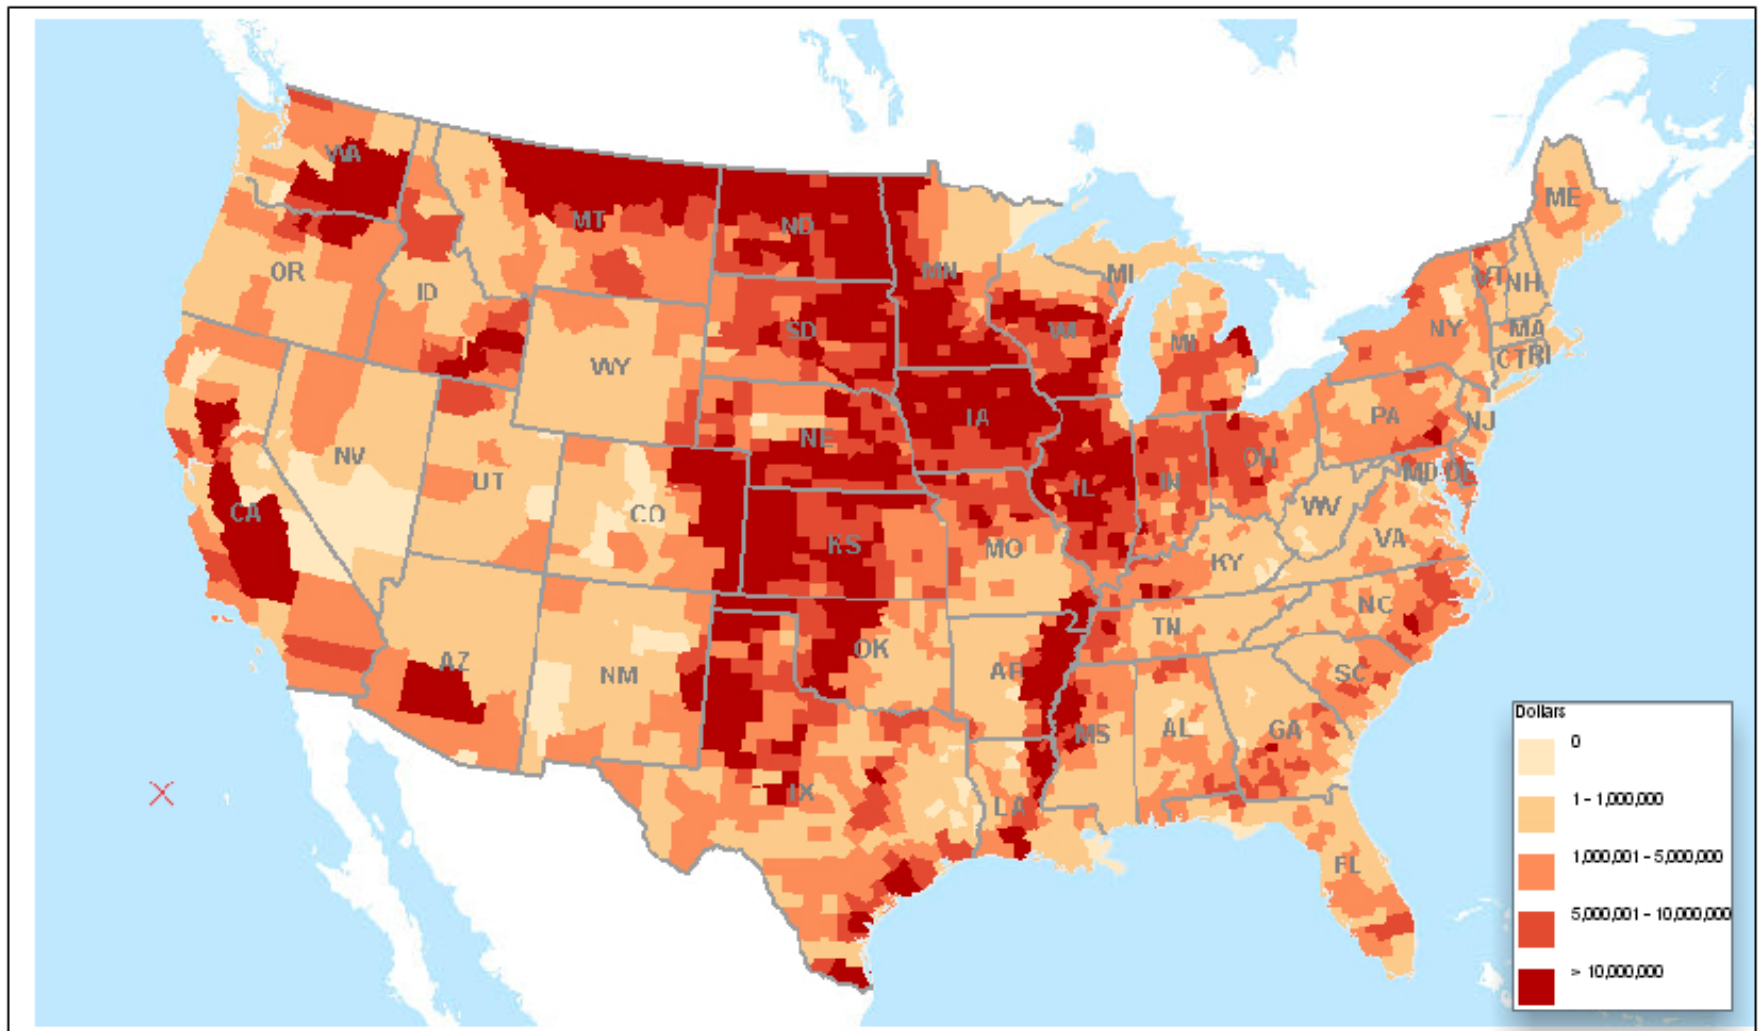 WA
MT
ND
MN
ME
OR
ID
MI
VT
NH
SD
WI
MI
NY
MA
WY
CT
RI
IA
PA
NJ
NE
NV
UT
IL
IN
OH
MD
DE
CA
CO
WV
KS
MO
VA
KY
NC
TN
AZ
NM
OK
AR
SC
MS
AL
GA
TX
LA
FL
Dollars
0
1 - 1,000,000
1,000,001 - 5,000,000
5,000,001 - 10,000,000
> 10,000,000